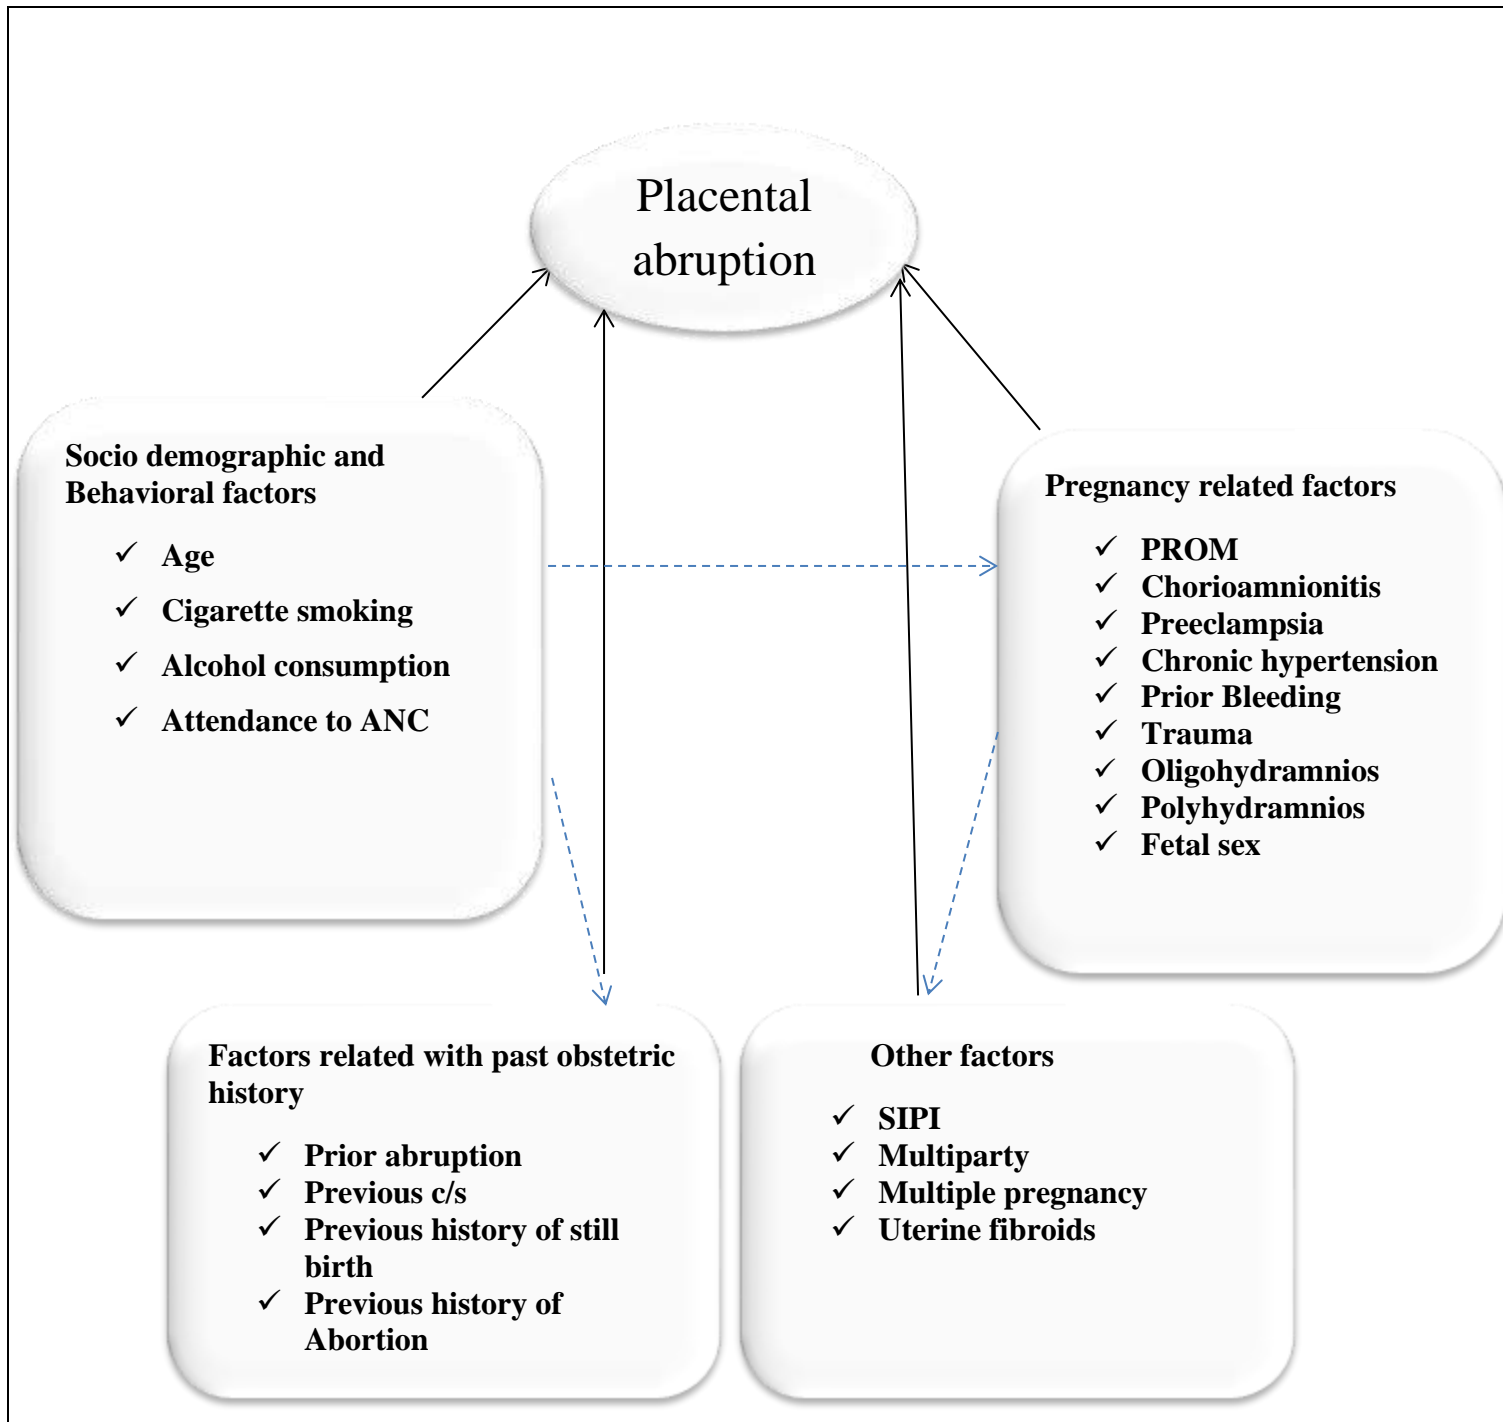 Placental
abruption
Socio demographic and
Behavioral factors
✓ Age
✓ Cigarette smoking
✓ Alcohol consumption
✓ Attendance to ANC
Pregnancy related factors
✓ PROM
✓ Chorioamnionitis
✓ Preeclampsia
✓ Chronic hypertension
✓ Prior Bleeding
✓ Trauma
✓ Oligohydramnios
✓ Polyhydramnios
✓ Fetal sex
Factors related with past obstetric
history
✓ Prior abruption
✓ Previous c/s
✓ Previous history of still
birth
✓ Previous history of
Abortion
Other factors
✓ SIPI
✓ Multiparty
✓ Multiple pregnancy
✓ Uterine fibroids